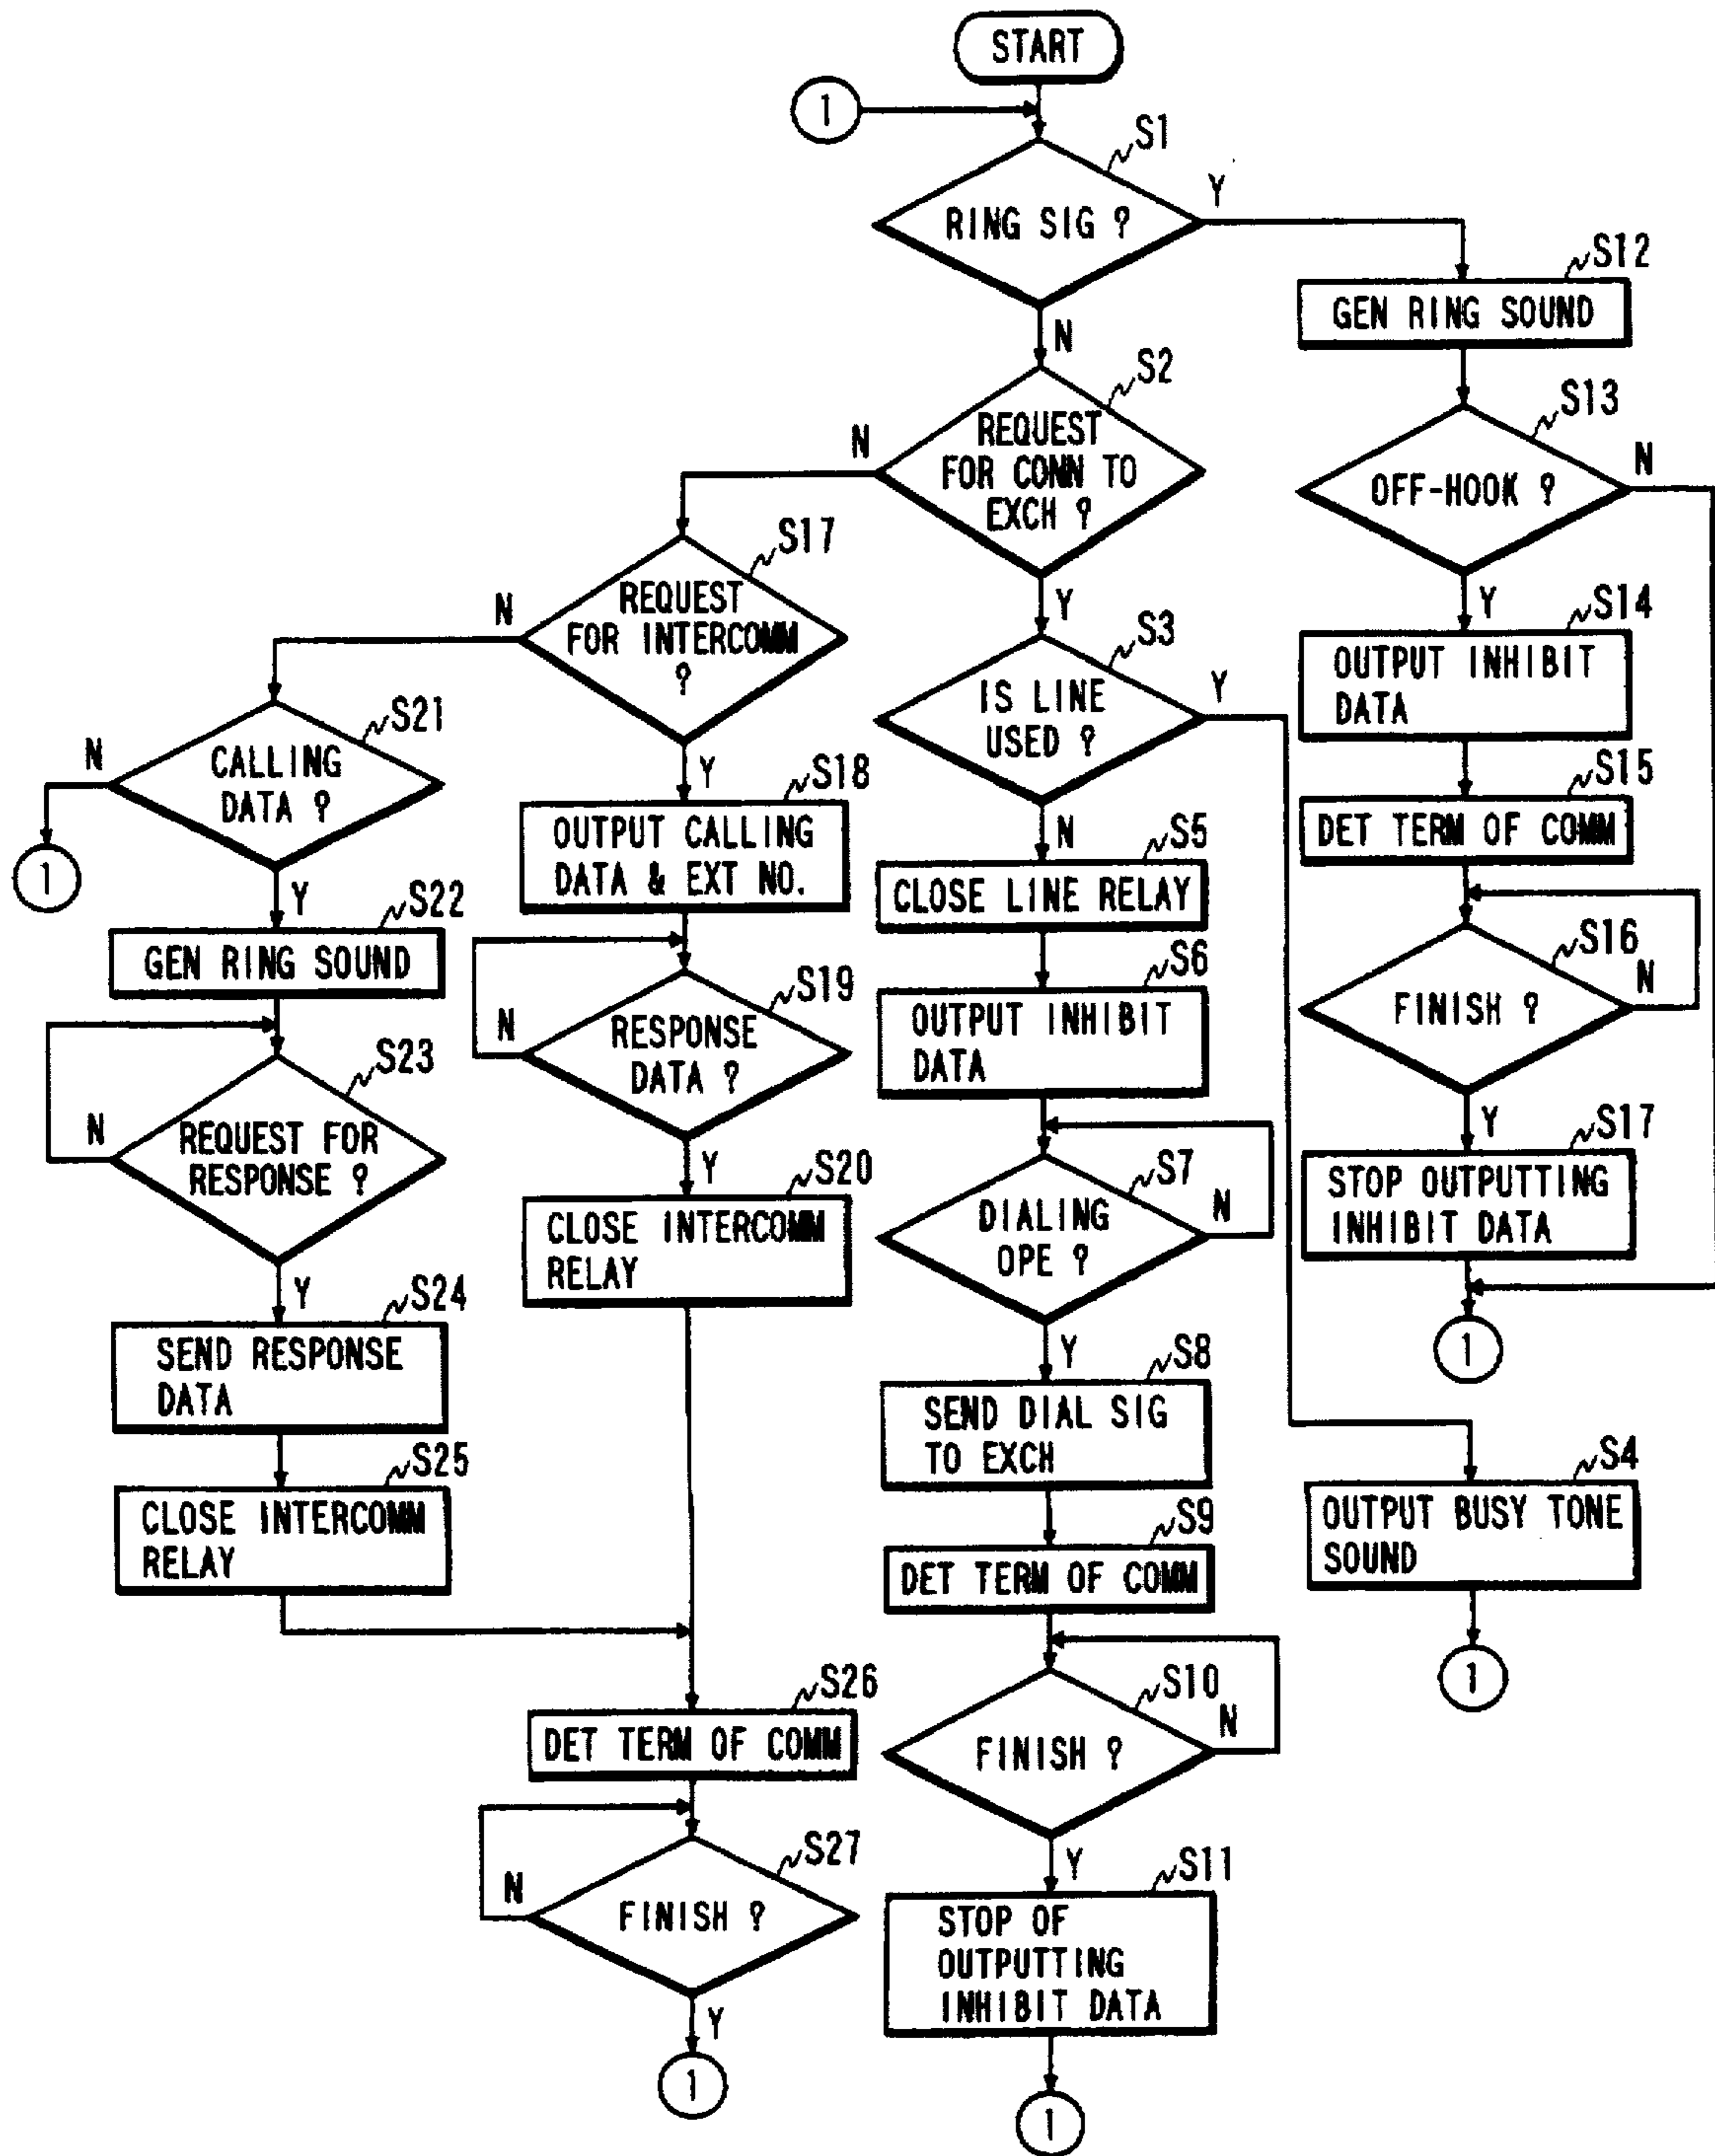 START
1
S1
RING SIG ?
Y
N
S12
GEN RING SOUND
S2
REQUEST
FOR CONN TO
EXCH ?
N
Y
S13
OFF-HOOK ?
N
Y
S17
REQUEST
FOR INTERCOMM
?
N
Y
S3
IS LINE
USED ?
Y
N
S14
OUTPUT INHIBIT
DATA
S21
CALLING
DATA ?
N
1
Y
S18
OUTPUT CALLING
DATA & EXT NO.
S5
CLOSE LINE RELAY
S15
DET TERM OF COMM
S22
GEN RING SOUND
S19
RESPONSE
DATA ?
N
Y
S6
OUTPUT INHIBIT
DATA
S16
FINISH ?
N
Y
S23
REQUEST FOR
RESPONSE ?
N
Y
S20
CLOSE INTERCOMM
RELAY
S7
DIALING
OPE ?
N
Y
S17
STOP OUTPUTTING
INHIBIT DATA
1
S24
SEND RESPONSE
DATA
S8
SEND DIAL SIG
TO EXCH
S4
OUTPUT BUSY TONE
SOUND
1
S25
CLOSE INTERCOMM
RELAY
S9
DET TERM OF COMM
S26
DET TERM OF COMM
S10
FINISH ?
N
Y
S27
FINISH ?
N
Y
1
S11
STOP OF
OUTPUTTING
INHIBIT DATA
1